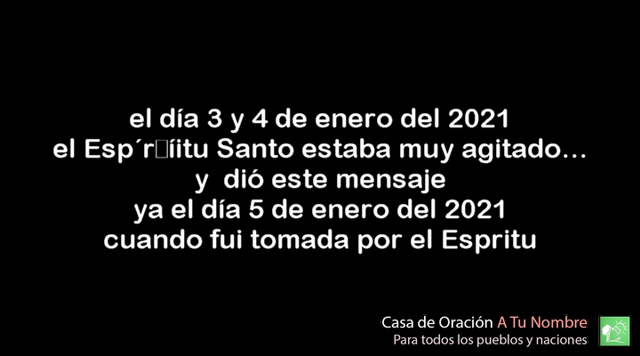 el día 3 y 4 de enero del 2021
el Esp´r▯íitu Santo estaba muy agitado...
y  dió este mensaje
ya el día 5 de enero del 2021
cuando fui tomada por el Espritu
Casa de Oración A Tu Nombre
Para todos los pueblos y naciones